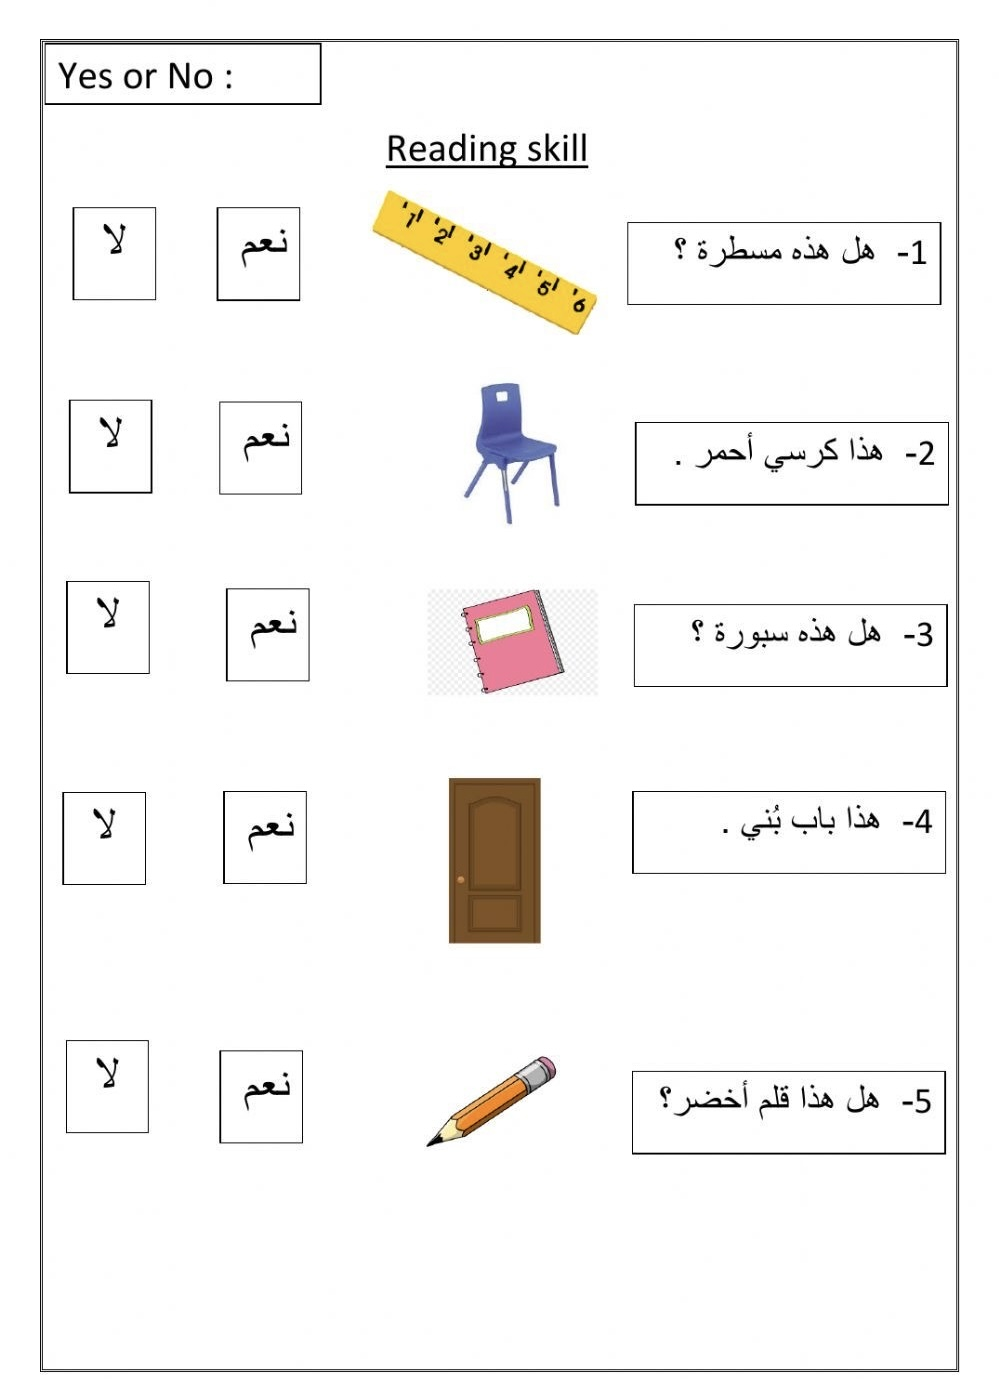 Yes or No :
Reading skill
1- هل هذه مسطرة ؟
1 2 3 4 5 6
نعم
لا
2- هذا كرسي أحمر .
نعم
لا
3- هل هذه سبورة ؟
نعم
لا
4- هذا باب بُني .
نعم
لا
5- هل هذا قلم أخضر؟
نعم
لا